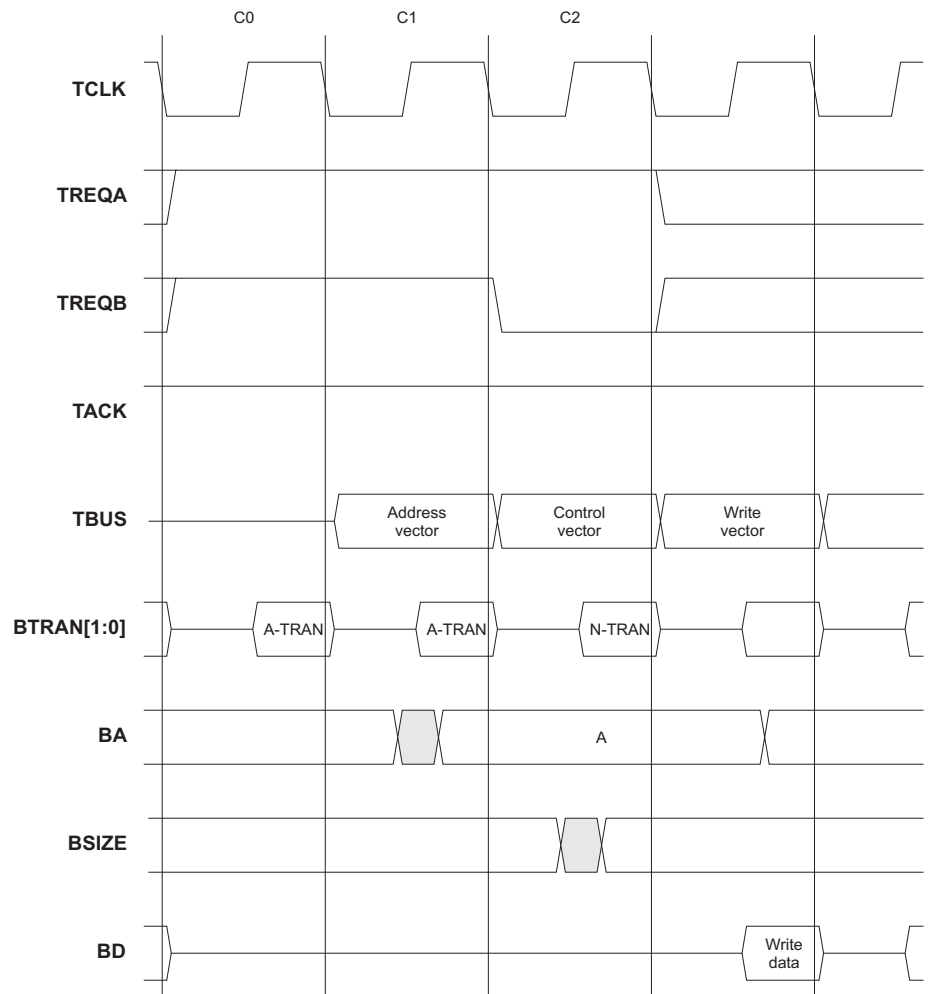 C0 C1 C2
TCLK
TREQA
TREQB
TACK
TBUS
Address
vector
Control
vector
Write
vector
BTRAN[1:0]
A-TRAN
A-TRAN
N-TRAN
BA
A
BSIZE
BD
Write
data